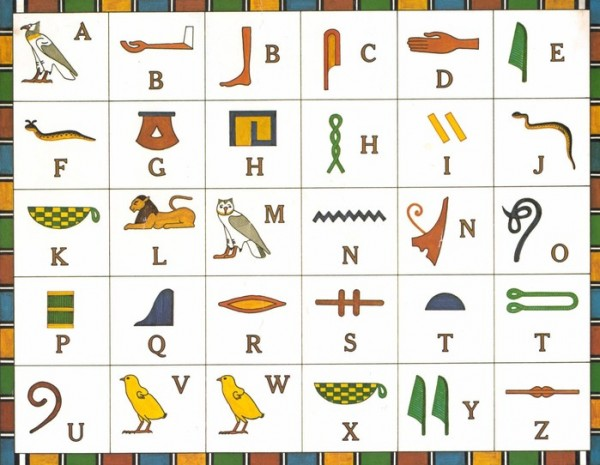 A B B C D E
F G H H I J
K L M N N O
P Q R S T T
U V W X Y Z